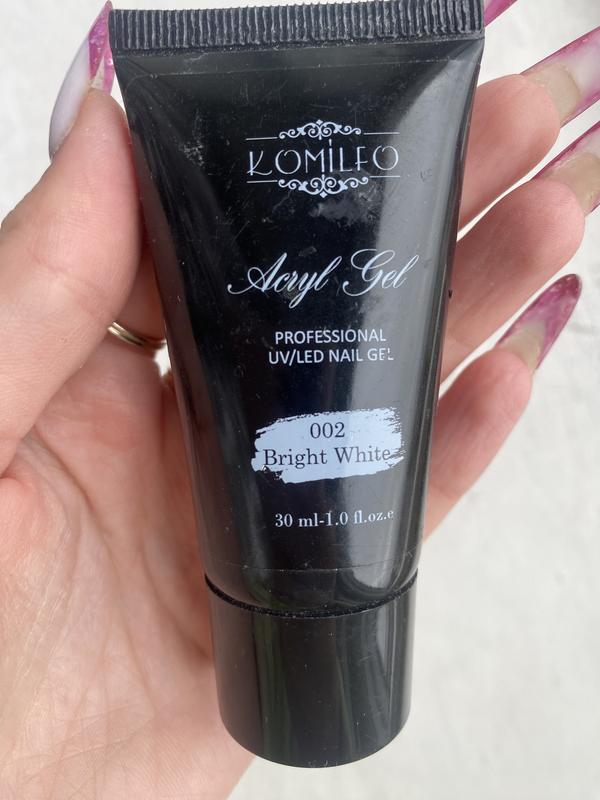 KOMILFO
Acryl Gel
PROFESSIONAL
UV/LED NAIL GEL
002
Bright White
30 ml-1.0 fl.oz.e